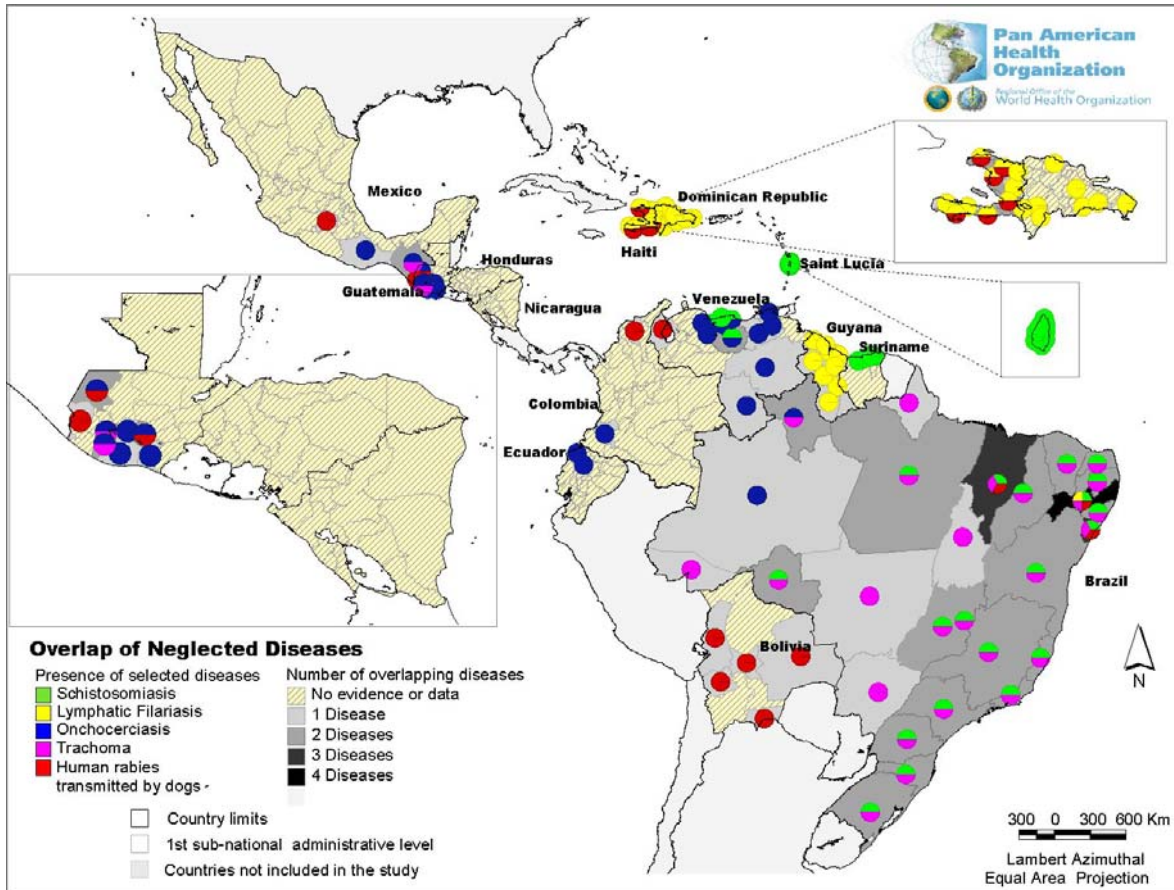 Pan American
Health
Organization
Regional Office of the
World Health Organization
Mexico
Dominican Republic
Haiti
Honduras
Saint Lucia
Guatemala
Nicaragua
Venezuela
Guyana
Suriname
Colombia
Ecuador
Brazil
Bolivia
Overlap of Neglected Diseases
Presence of selected diseases
Schistosomiasis
Lymphatic Filariasis
Onchocerciasis
Trachoma
Human rabies
transmitted by dogs
Number of overlapping diseases
No evidence or data
1 Disease
2 Diseases
3 Diseases
4 Diseases
Country limits
1st sub-national administrative level
Countries not included in the study
N
300 0 300 600 Km
Lambert Azimuthal
Equal Area Projection